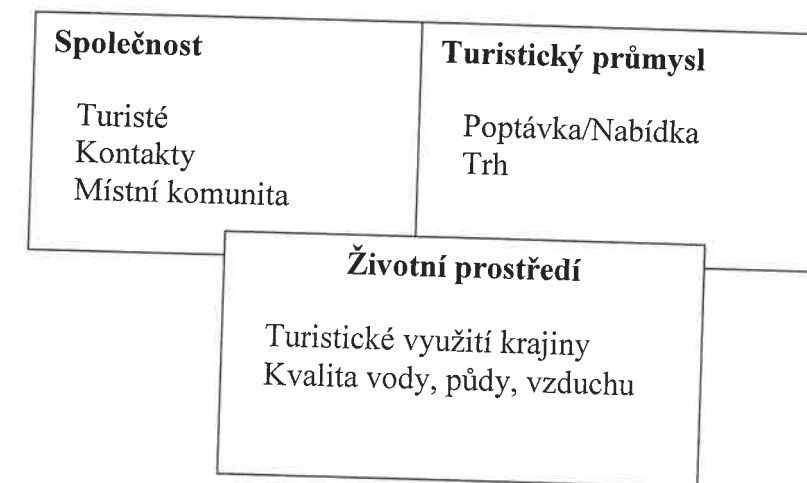 Společnost
Turisté
Kontakty
Místní komunita
Turistický průmysl
Poptávka/Nabídka
Trh
Životní prostředí
Turistické využití krajiny
Kvalita vody, půdy, vzduchu